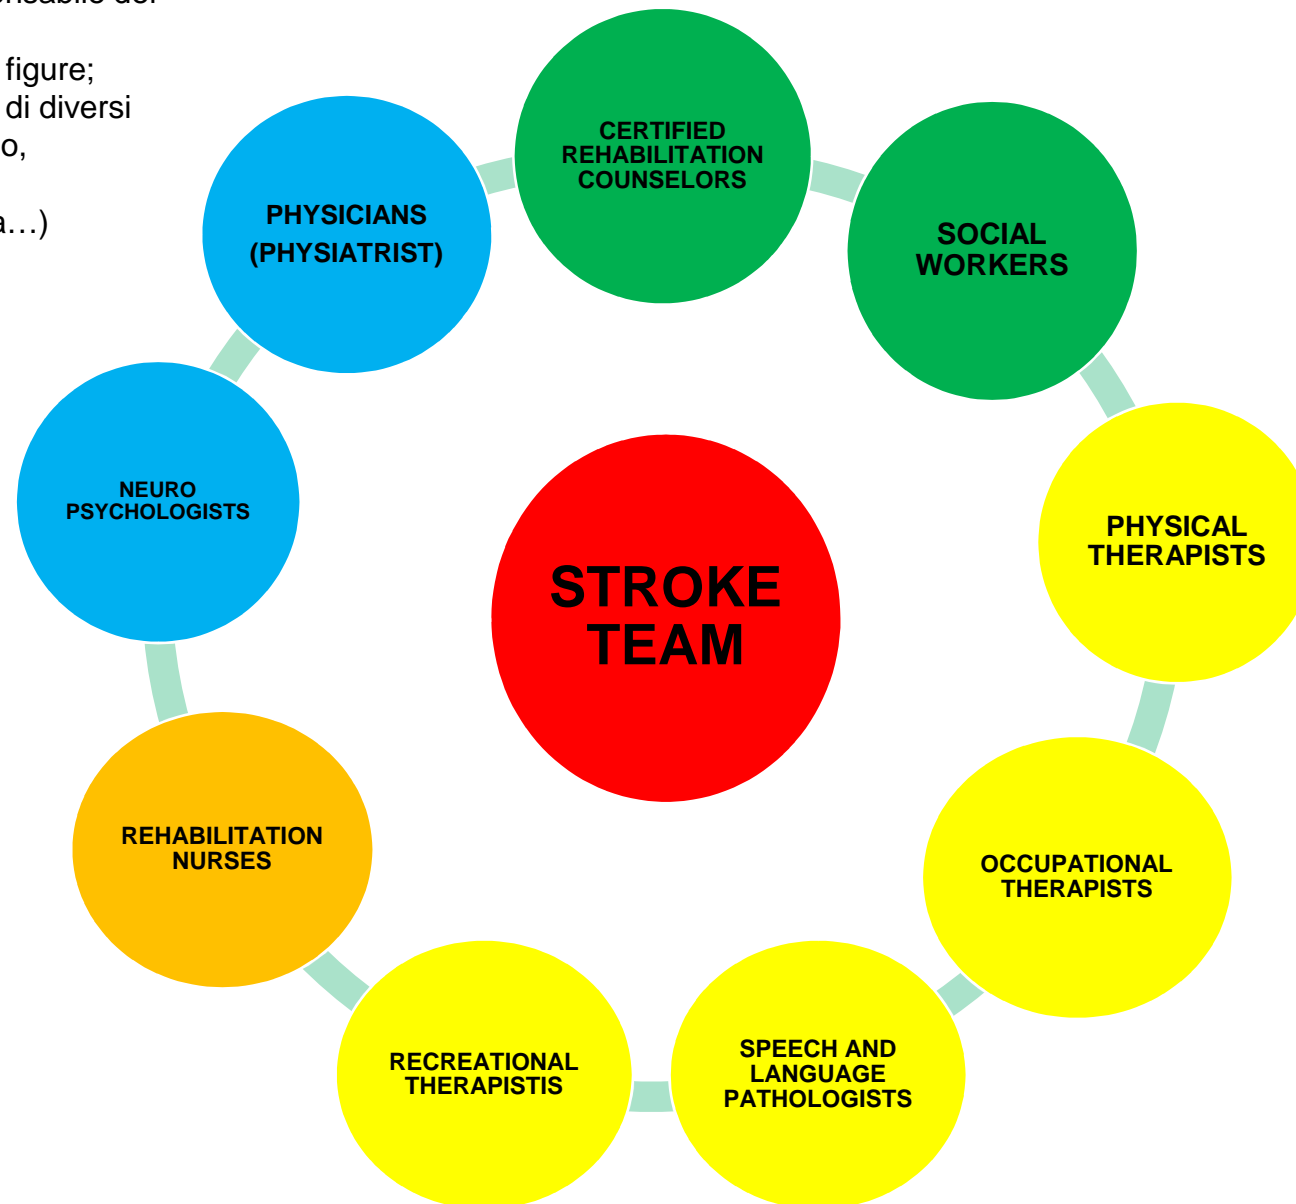 figure;
di diversi
o,
a…)
CERTIFIED
REHABILITATION
COUNSELORS
SOCIAL
WORKERS
PHYSICIANS
(PHYSIATRIST)
NEURO
PSYCHOLOGISTS
STROKE
TEAM
PHYSICAL
THERAPISTS
REHABILITATION
NURSES
OCCUPATIONAL
THERAPISTS
RECREATIONAL
THERAPISTIS
SPEECH AND
LANGUAGE
PATHOLOGISTS